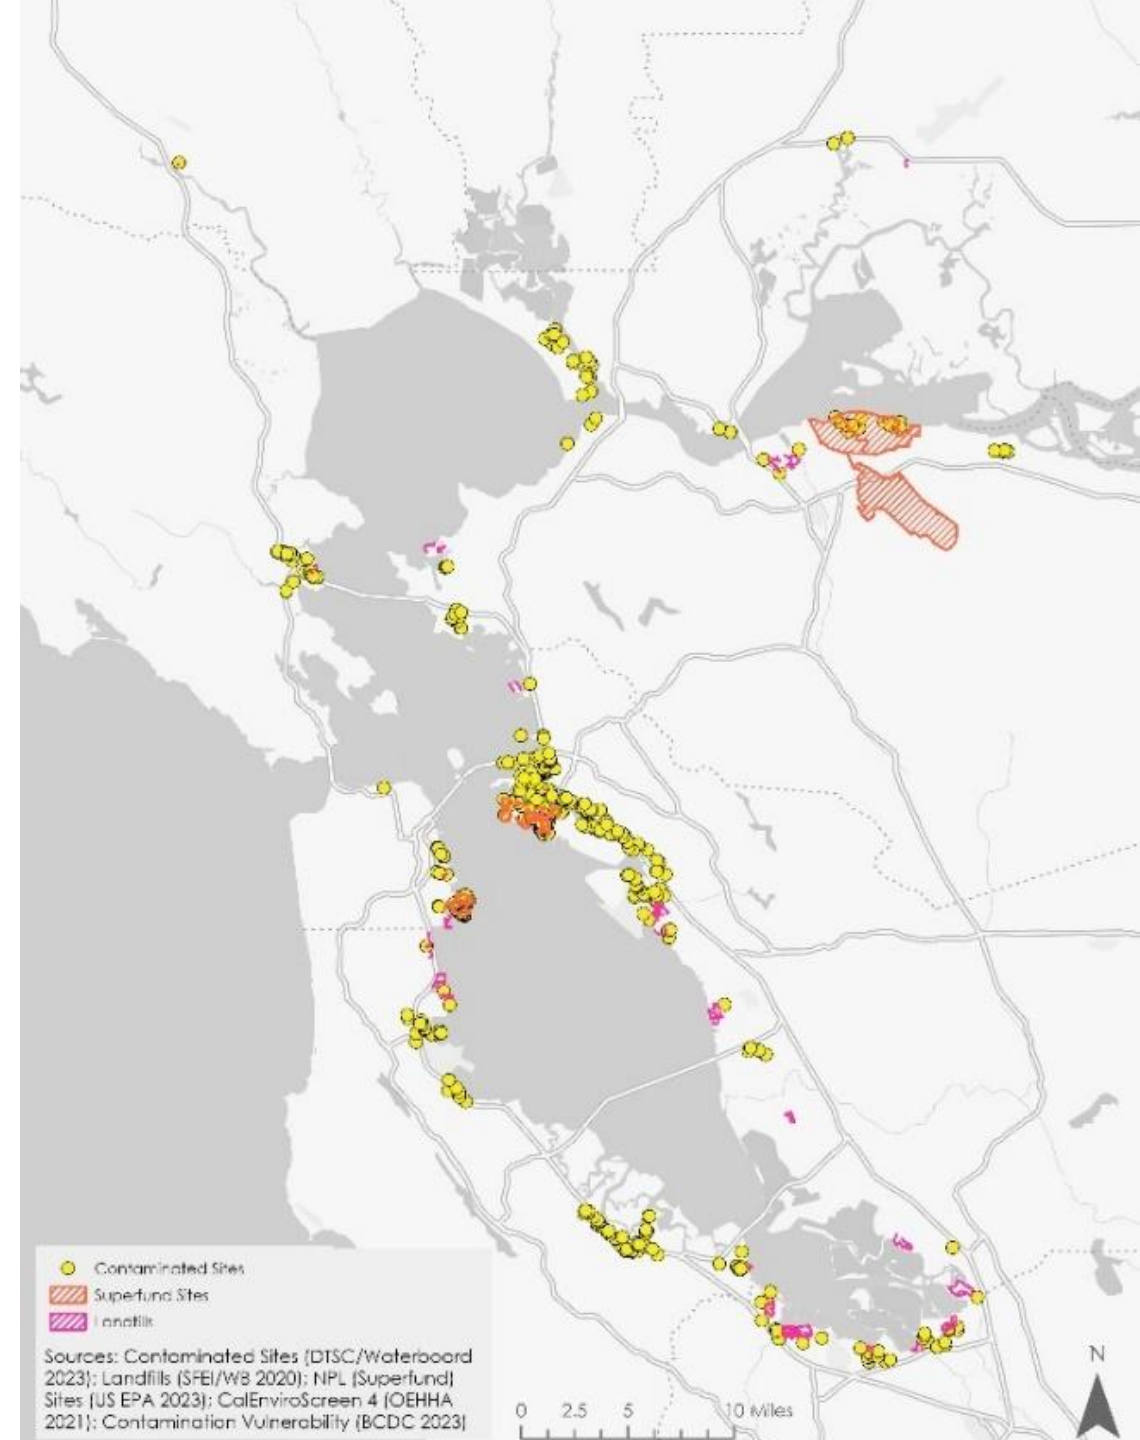 Contaminated Sites
Superfund Sites
Landfills
Sources: Contaminated Sites (DTSC/Waterboard
2023); Landfills (SFEI/WB 2020); NPL (Superfund)
Sites (US EPA 2023); CalEnviroScreen 4 (OEHHA
2021); Contamination Vulnerability (BCDC 2023)
0 2.5 5 10 Miles
N